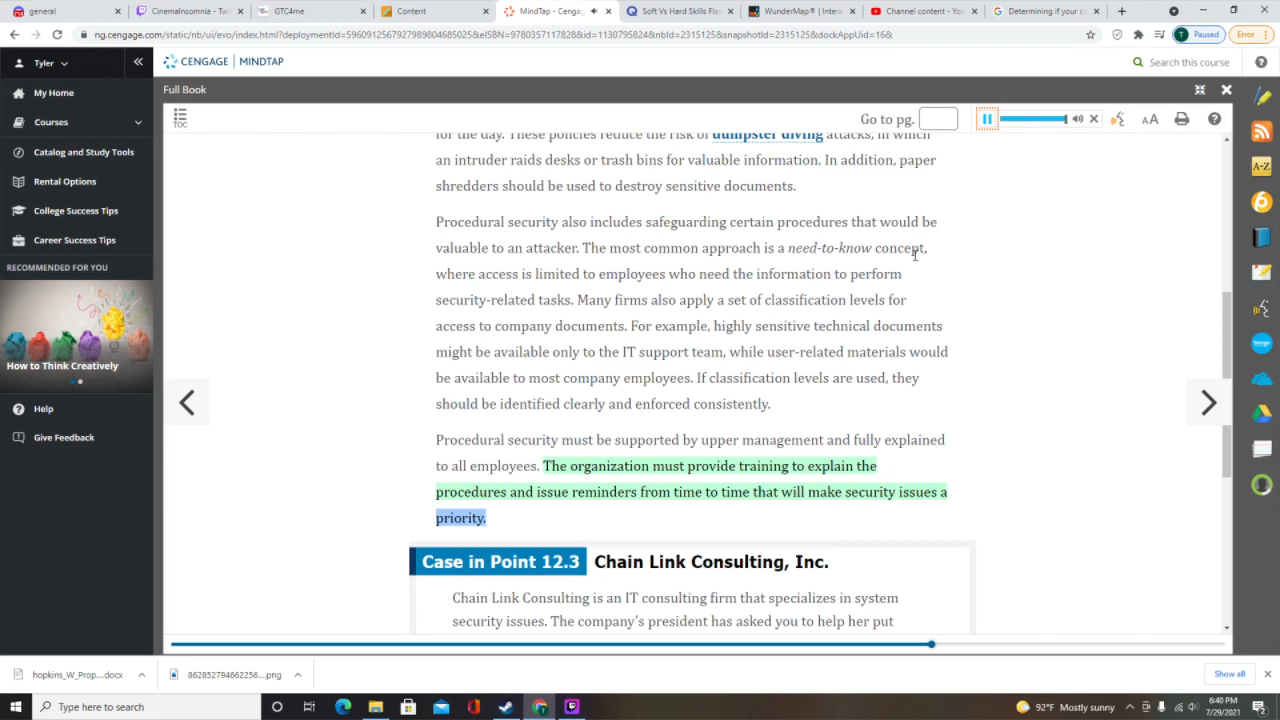 general
CinemaInsomnia - Twi
GTC4me
Content
MindTap - Cengag
Soft Vs Hard Skills Flas
WunderMap® | Intera
Channel content - You
Determining if your co
ng.cengage.com/static/nb/ui/evo/index.html?deploymentId=5960912567927989804685025&eISBN=9780357117828&id=1130795824&nbId=2315125&snapshotId=2315125&dockAppUid=16&
T Paused
Error
Tyler
CENGAGE | MINDTAP
Search this course
My Home
Courses
Catalog and Study Tools
Rental Options
College Success Tips
Career Success Tips
RECOMMENDED FOR YOU
How to Think Creatively
Help
Give Feedback
Full Book
TOC
Go to pg.
AA
A-Z
for the day. These policies reduce the risk of dumpster diving attacks, in which
an intruder raids desks or trash bins for valuable information. In addition, paper
shredders should be used to destroy sensitive documents.
Procedural security also includes safeguarding certain procedures that would be
valuable to an attacker. The most common approach is a need-to-know concept,
where access is limited to employees who need the information to perform
security-related tasks. Many firms also apply a set of classification levels for
access to company documents. For example, highly sensitive technical documents
might be available only to the IT support team, while user-related materials would
be available to most company employees. If classification levels are used, they
should be identified clearly and enforced consistently.
Procedural security must be supported by upper management and fully explained
to all employees. The organization must provide training to explain the
procedures and issue reminders from time to time that will make security issues a
priority.
Case in Point 12.3 Chain Link Consulting, Inc.
Chain Link Consulting is an IT consulting firm that specializes in system
security issues. The company's president has asked you to help her put
hopkins_W_Prop....docx
862852794662256....png
Show all
Type here to search
92°F Mostly sunny
6:40 PM
7/29/2021
2